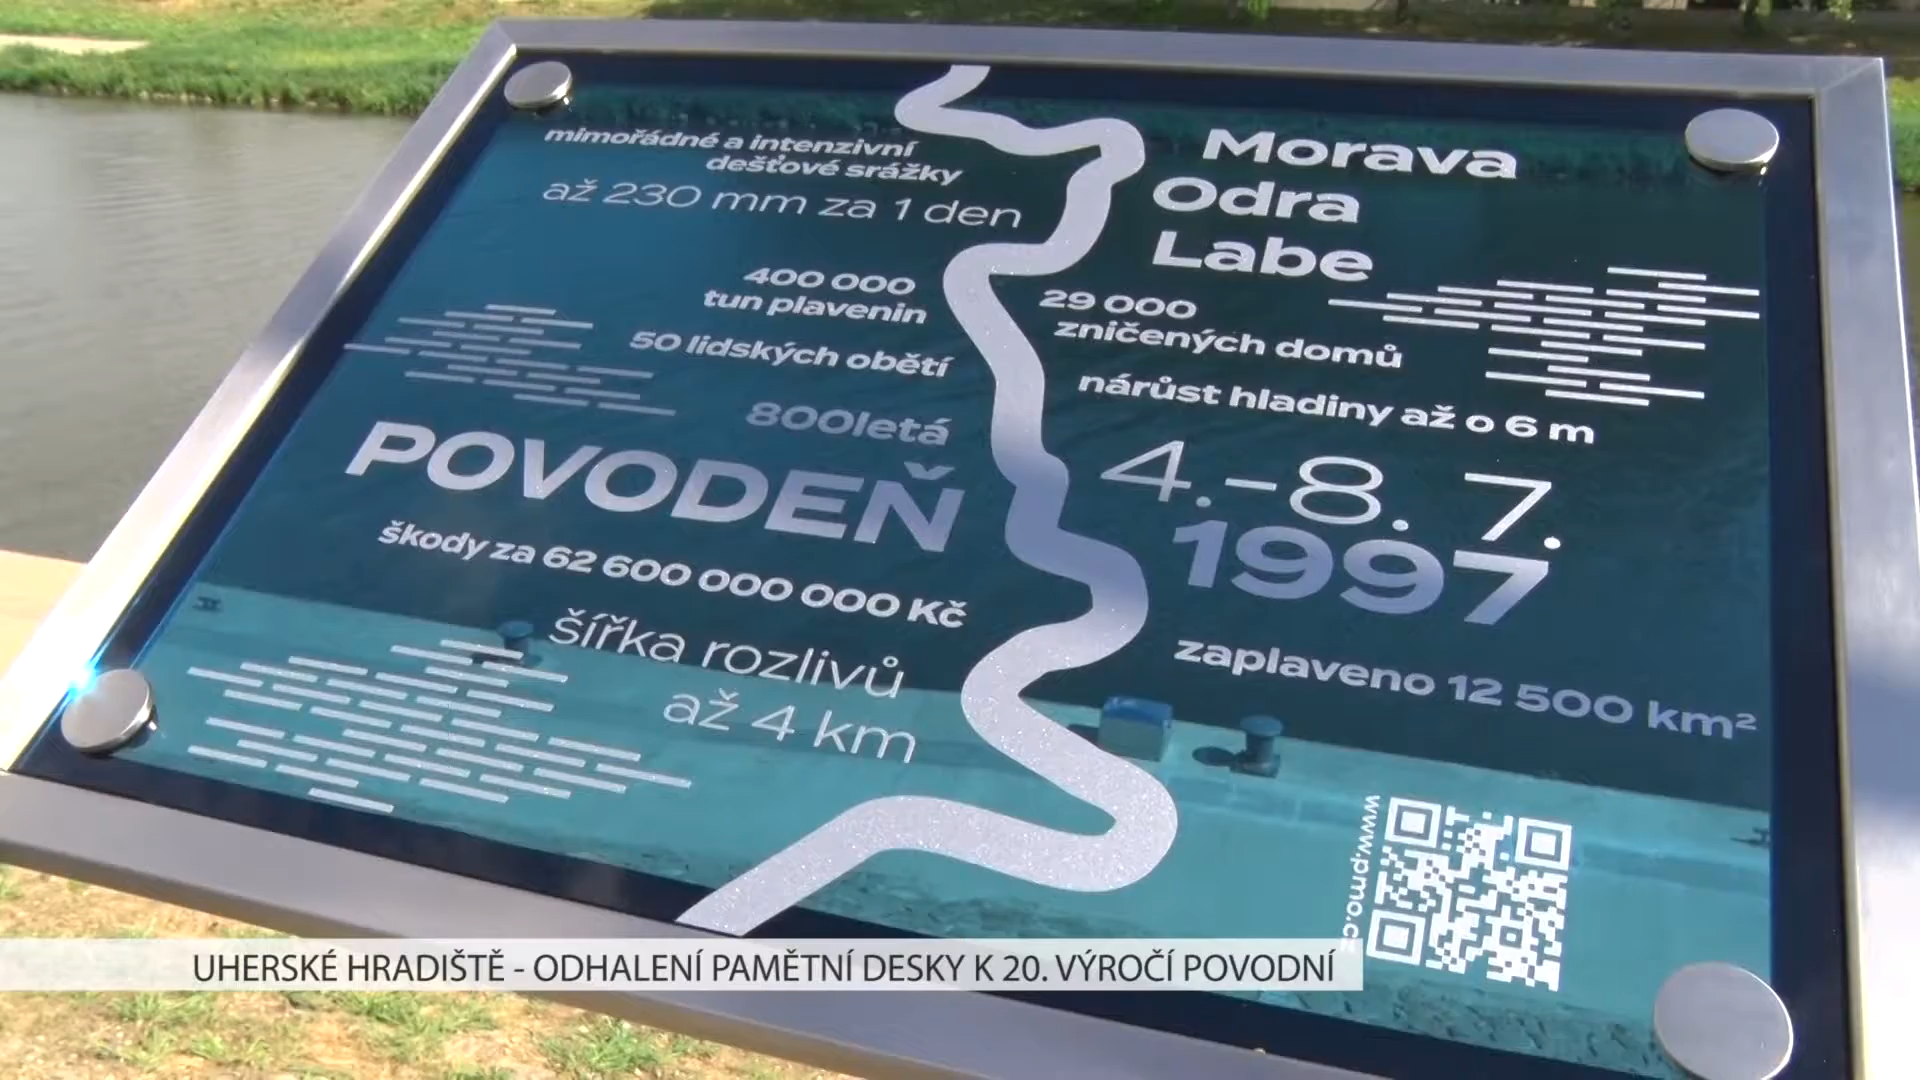 mimořádné a intenzivní
dešťové srážky
až 230 mm za 1 den
400 000
tun plavenin
50 lidských obětí
800letá
POVODEŇ
škody za 62 600 000 000 Kč
šířka rozlivů
až 4 km
Morava
Odra
Labe
29 000
zničených domů
nárůst hladiny až o 6 m
4.–8. 7.
1997
zaplaveno 12 500 km²
www.pmo.cz
UHERSKÉ HRADIŠTĚ - ODHALENÍ PAMĚTNÍ DESKY K 20. VÝROČÍ POVODNÍ